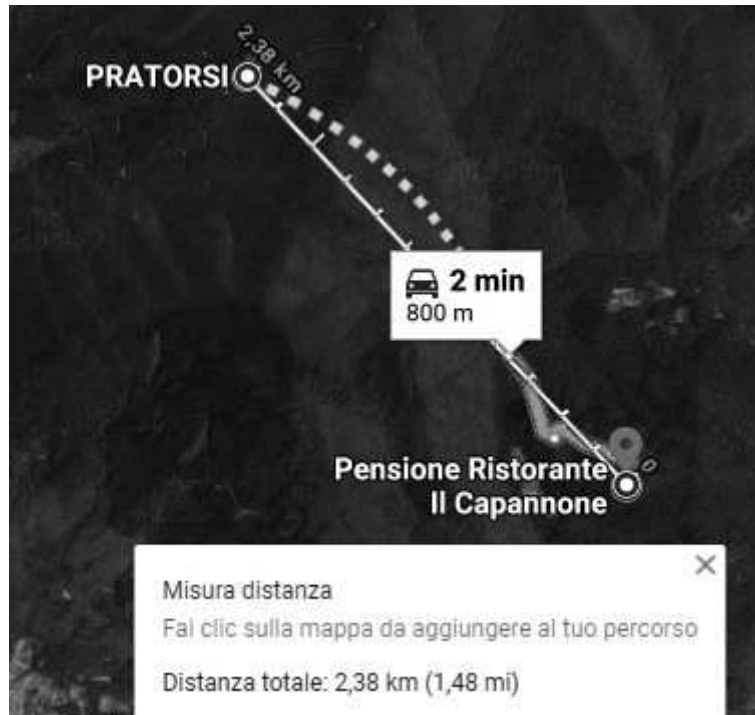 2,38 km
PRATORSI
2 min
800 m
Pensione Ristorante
Il Capannone
0
Misura distanza
Fai clic sulla mappa da aggiungere al tuo percorso
Distanza totale: 2,38 km (1,48 mi)